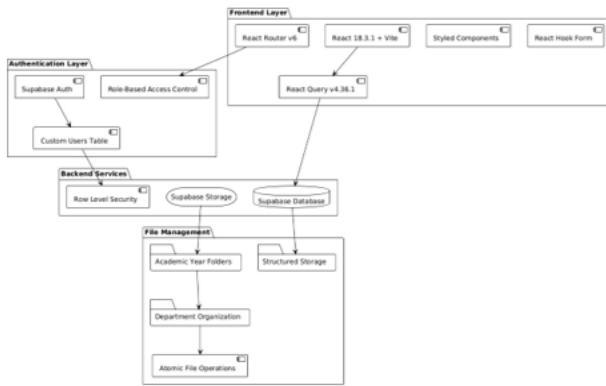 Frontend Layer
React Router v6
React 18.3.1 + Vite
Styled Components
React Hook Form
Authentication Layer
Supabase Auth
Role-Based Access Control
React Query v4.36.1
Custom Users Table
Backend Services
Row Level Security
Supabase Storage
Supabase Database
File Management
Academic Year Folders
Structured Storage
Department Organization
Atomic File Operations